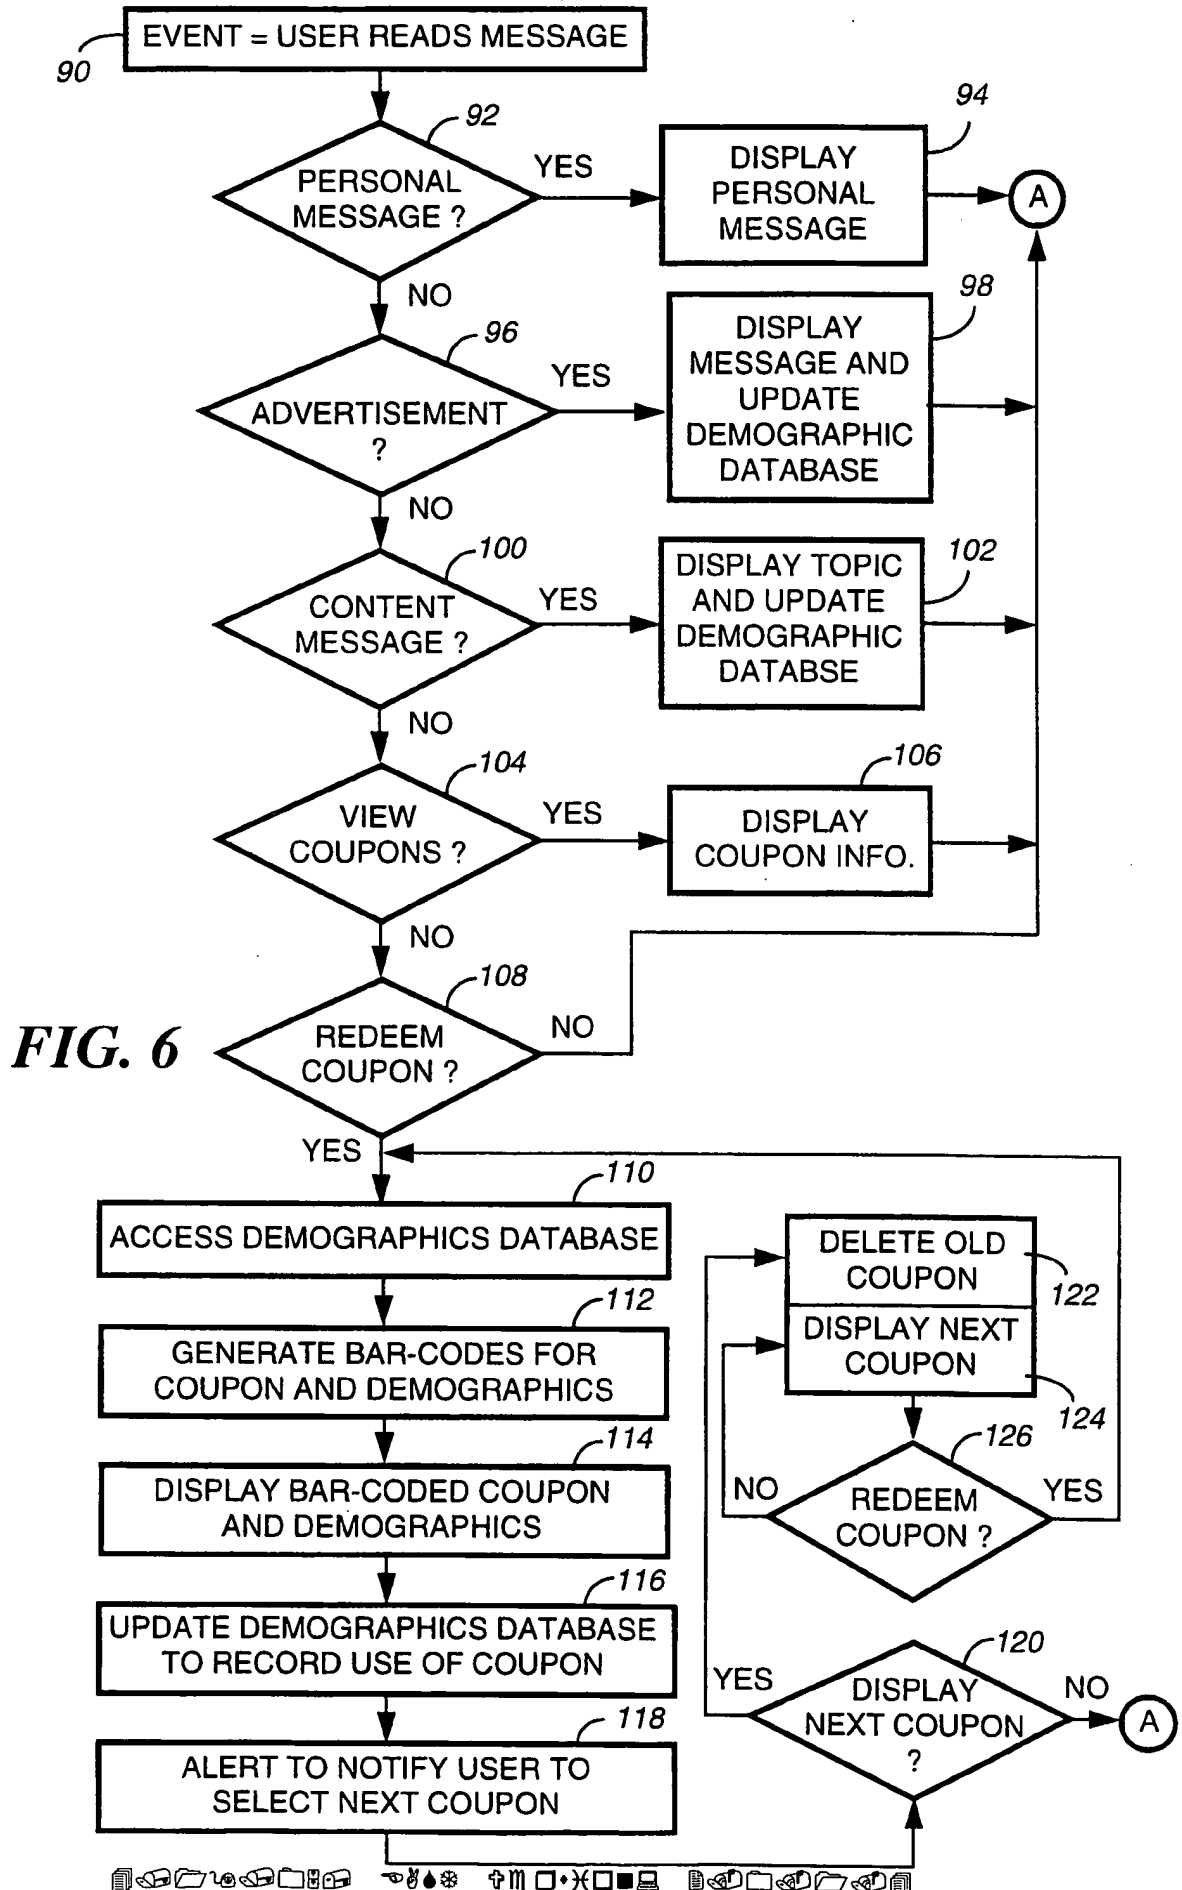 EVENT = USER READS MESSAGE
90
92
PERSONAL
MESSAGE ?
YES
94
DISPLAY
PERSONAL
MESSAGE
A
NO
96
ADVERTISEMENT
?
YES
98
DISPLAY
MESSAGE AND
UPDATE
DEMOGRAPHIC
DATABASE
NO
100
CONTENT
MESSAGE ?
YES
102
DISPLAY TOPIC
AND UPDATE
DEMOGRAPHIC
DATABSE
NO
104
VIEW
COUPONS ?
YES
106
DISPLAY
COUPON INFO.
NO
108
REDEEM
COUPON ?
NO
FIG. 6
YES
110
ACCESS DEMOGRAPHICS DATABASE
112
GENERATE BAR-CODES FOR
COUPON AND DEMOGRAPHICS
114
DISPLAY BAR-CODED COUPON
AND DEMOGRAPHICS
116
UPDATE DEMOGRAPHICS DATABASE
TO RECORD USE OF COUPON
118
ALERT TO NOTIFY USER TO
SELECT NEXT COUPON
DELETE OLD
COUPON
122
DISPLAY NEXT
COUPON
124
126
REDEEM
COUPON ?
NO
YES
120
DISPLAY
NEXT COUPON
?
YES
NO
A